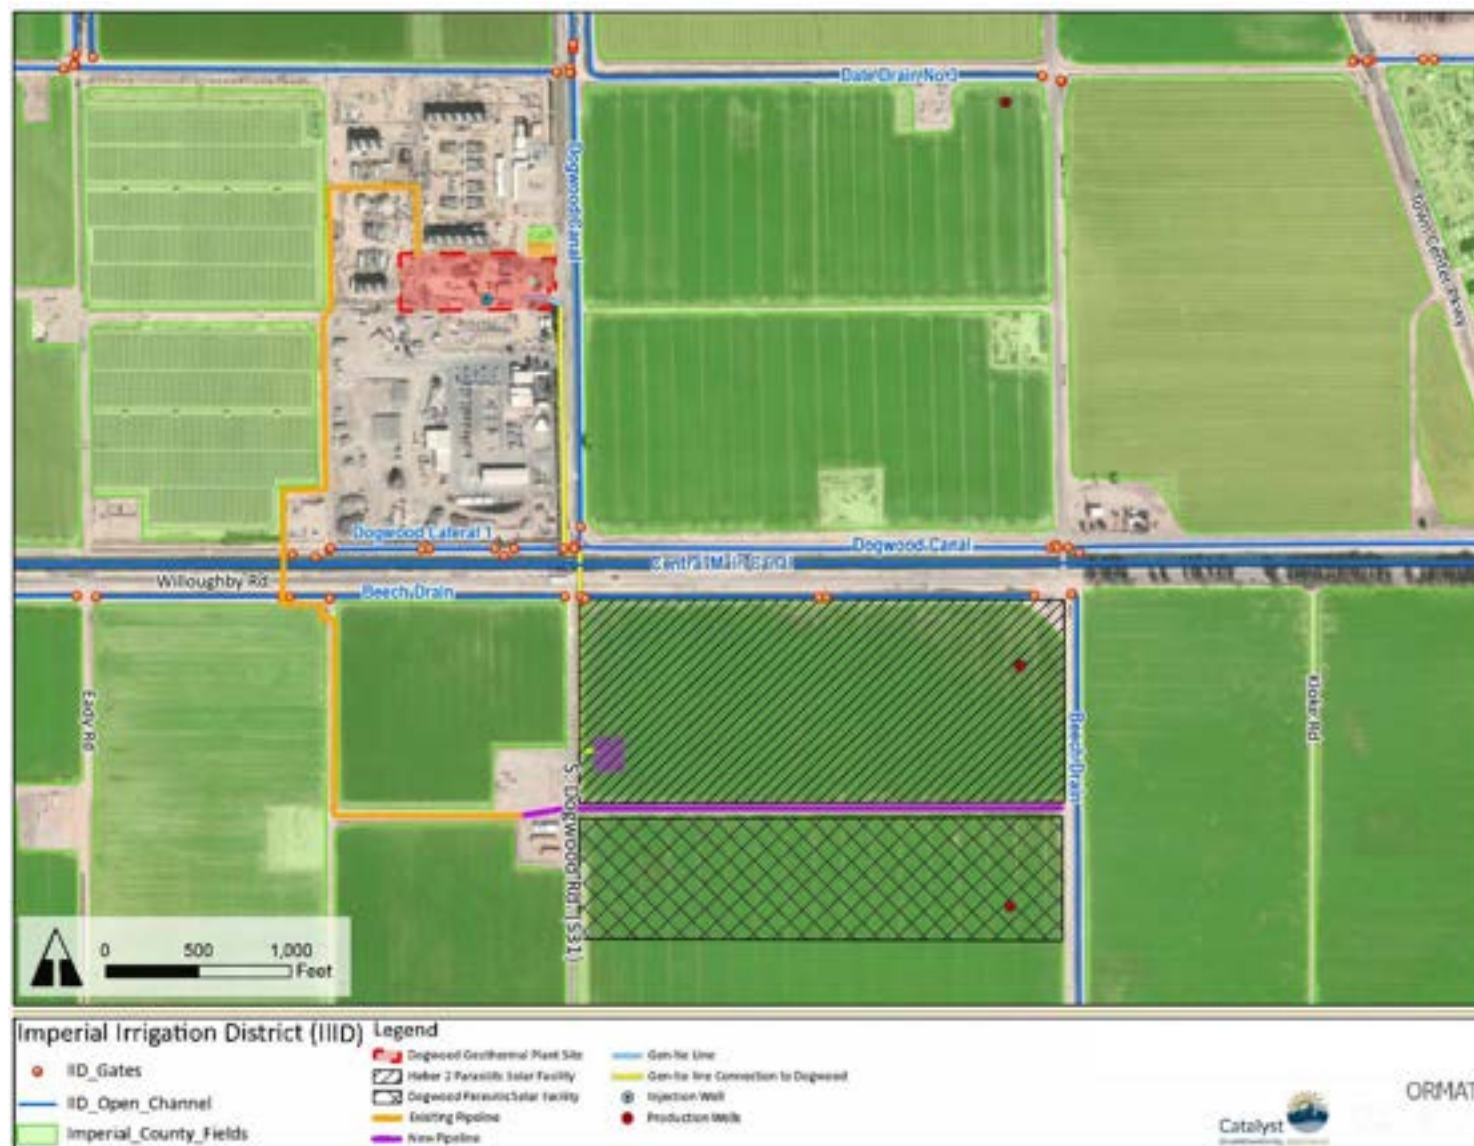 Date Drain No 3
Dogwood Canal
Town Center Pkwy
Dogwood Lateral 1
Dogwood Canal
Central Main Canal
Willoughby Rd
Beech Drain
Eady Rd
S. Dogwood Rd. (S31)
Beech Drain
Kloke Rd
0 500 1,000
Feet
Imperial Irrigation District (IIID)
IID_Gates
IID_Open_Channel
Imperial_County_Fields
Legend
Dogwood Geothermal Plant Site
Heber 2 Parasitic Solar Facility
Dogwood Parasitic Solar Facility
Existing Pipeline
New Pipeline
Gen-tie Line
Gen-tie line Connection to Dogwood
Injection Well
Production Wells
Catalyst
ORMAT